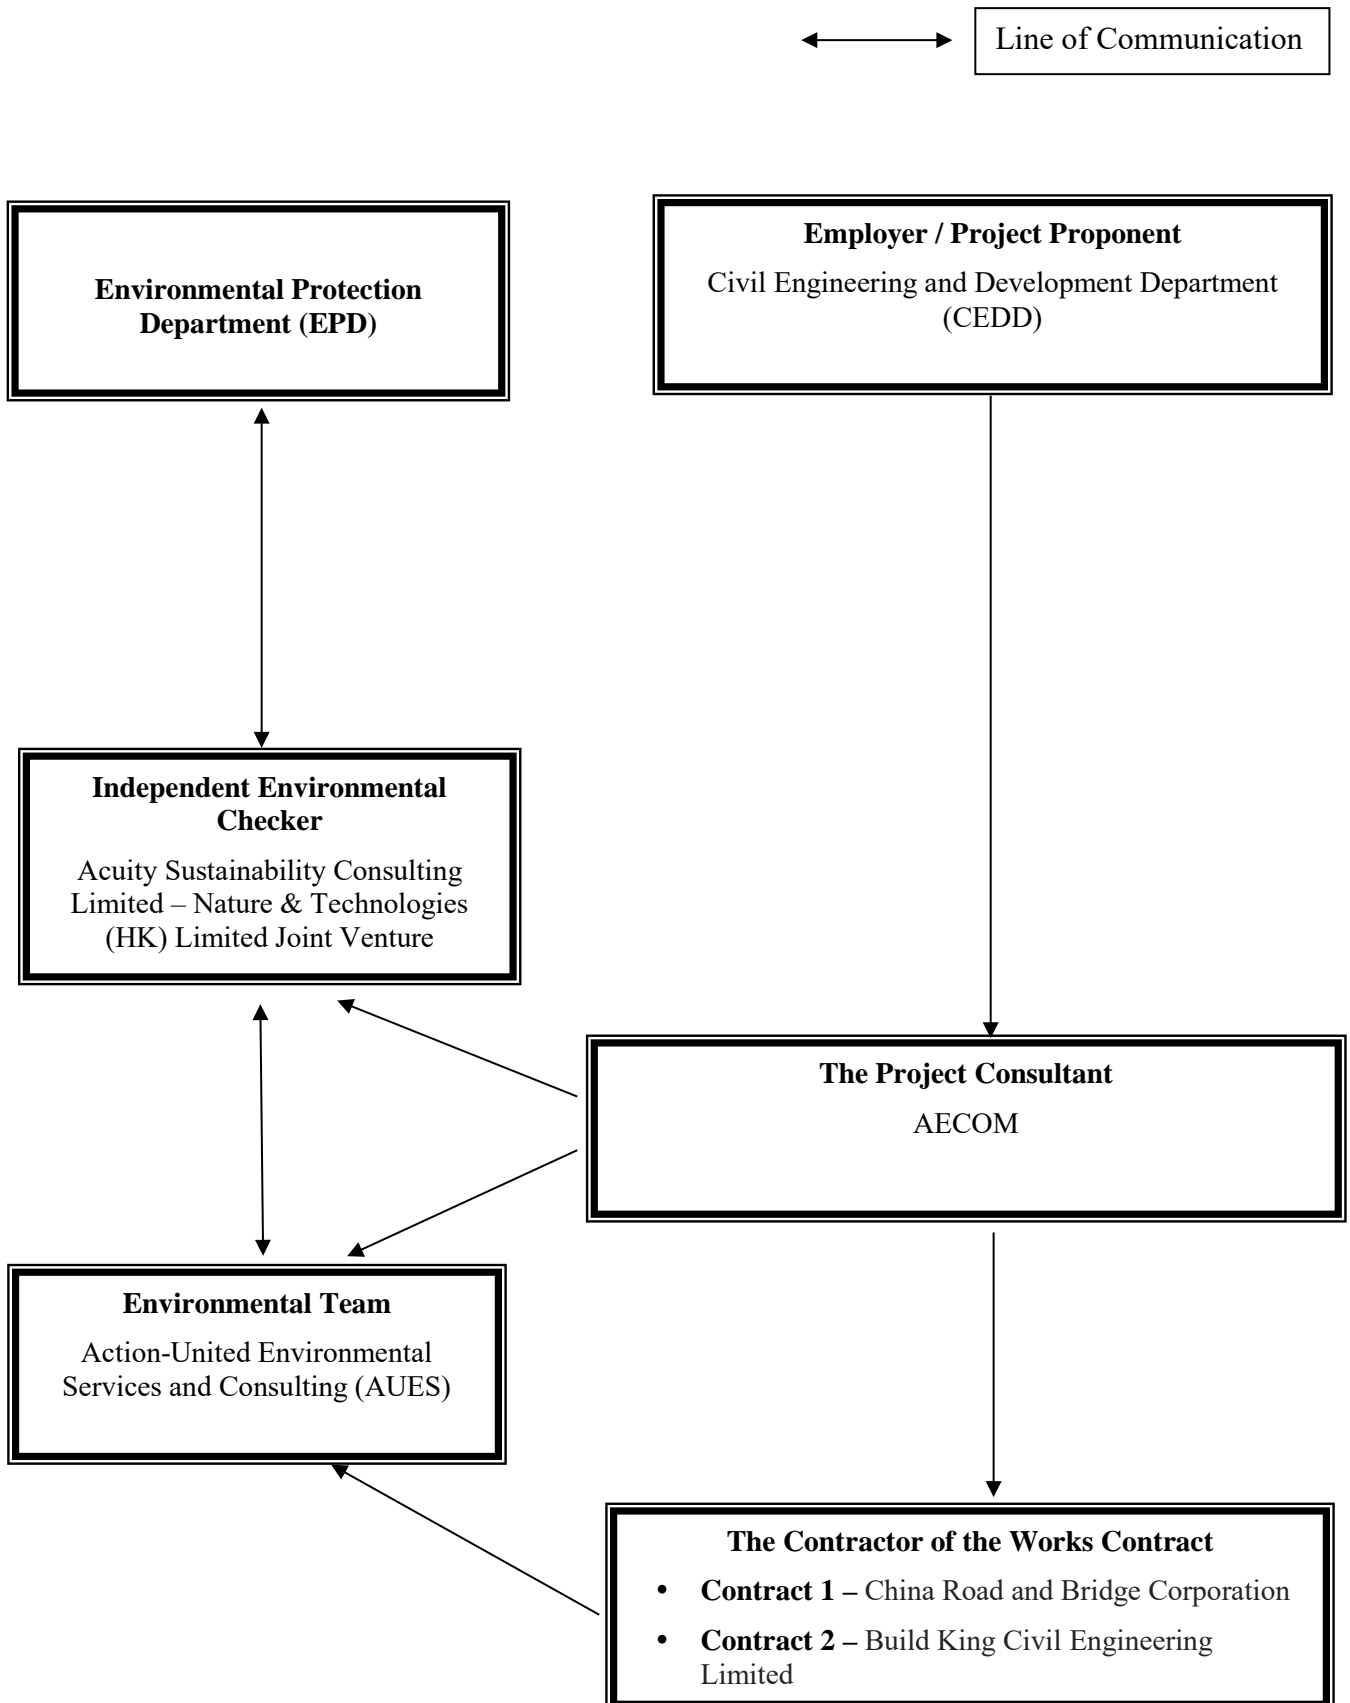 Line of Communication
Environmental Protection
Department (EPD)
Employer / Project Proponent
Civil Engineering and Development Department
(CEDD)
Independent Environmental
Checker
Acuity Sustainability Consulting
Limited – Nature & Technologies
(HK) Limited Joint Venture
The Project Consultant
AECOM
Environmental Team
Action-United Environmental
Services and Consulting (AUES)
The Contractor of the Works Contract
• Contract 1 – China Road and Bridge Corporation
• Contract 2 – Build King Civil Engineering
Limited